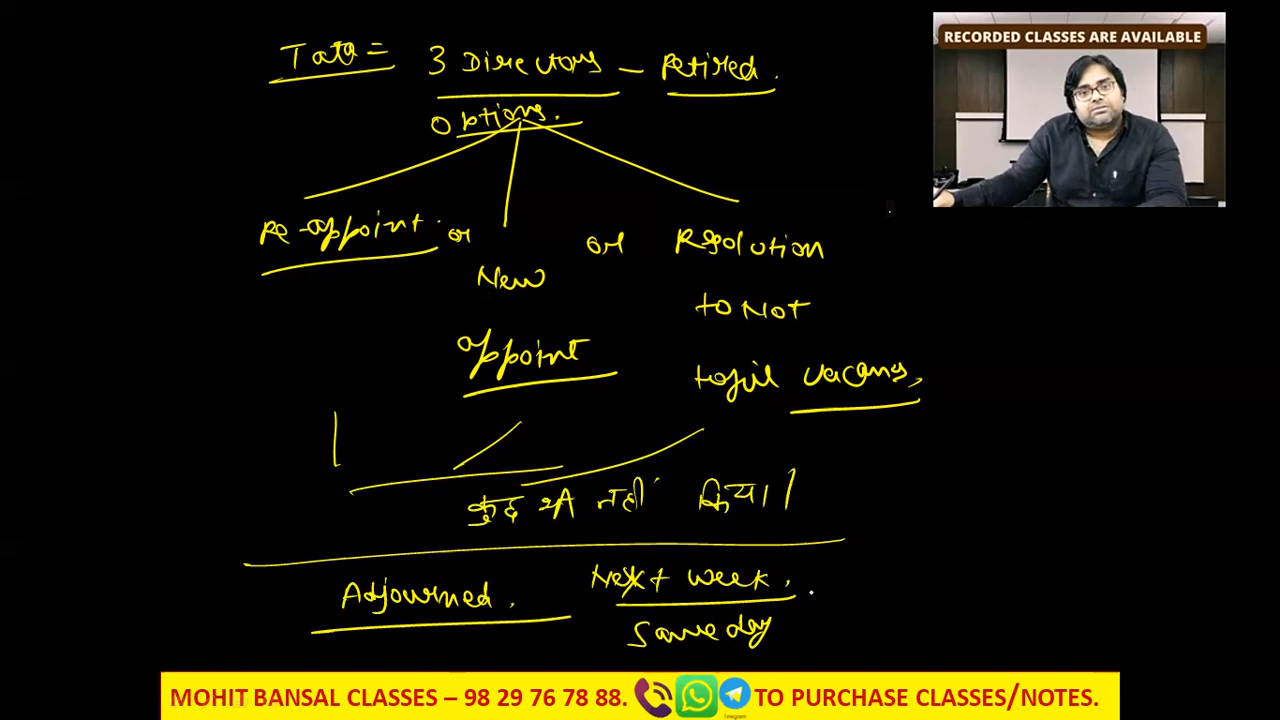 RECORDED CLASSES ARE AVAILABLE
Tata = 3 Directors – retired.
Options.
Re-appoint. or New or Resolution
appoint to Not
to fill vacancy,
कुछ भी नहीं किया।
Adjourned. Next week.
Same day
MOHIT BANSAL CLASSES – 98 29 76 78 88. TO PURCHASE CLASSES/NOTES.
Telegram